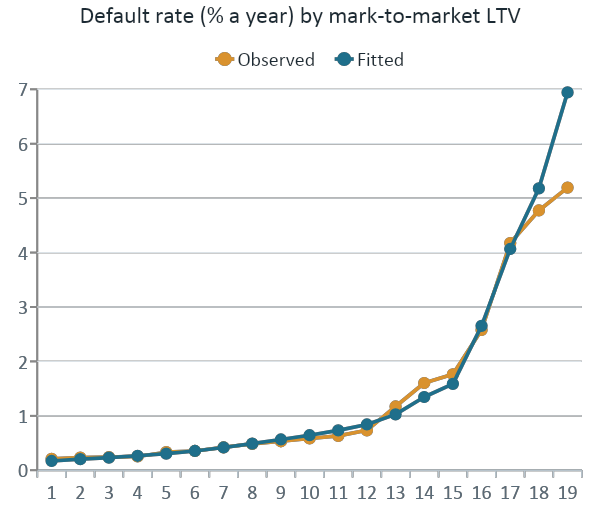 Default rate (% a year) by mark-to-market LTV
Observed Fitted
7
6
5
4
3
2
1
0
1 2 3 4 5 6 7 8 9 10 11 12 13 14 15 16 17 18 19